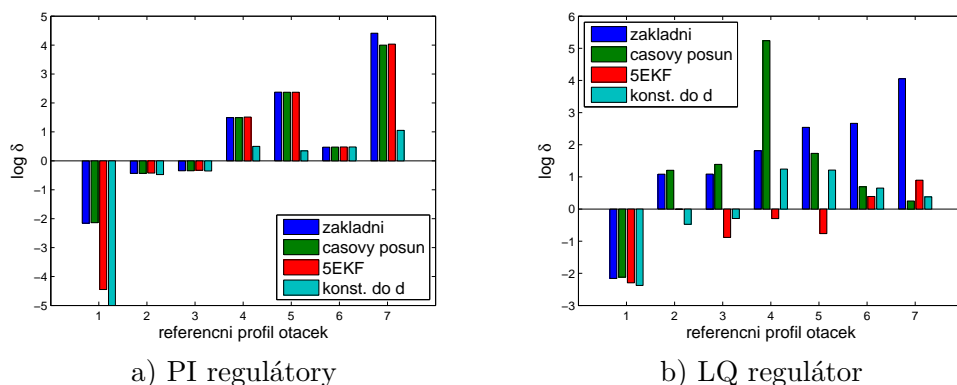 5
4
3
2
1
0
−1
−2
−3
−4
−5
log δ
1 2 3 4 5 6 7
referencni profil otacek
zakladni
casovy posun
5EKF
konst. do d
a) PI regulátory
6
5
4
3
2
1
0
−1
−2
−3
log δ
1 2 3 4 5 6 7
referencni profil otacek
zakladni
casovy posun
5EKF
konst. do d
b) LQ regulátor